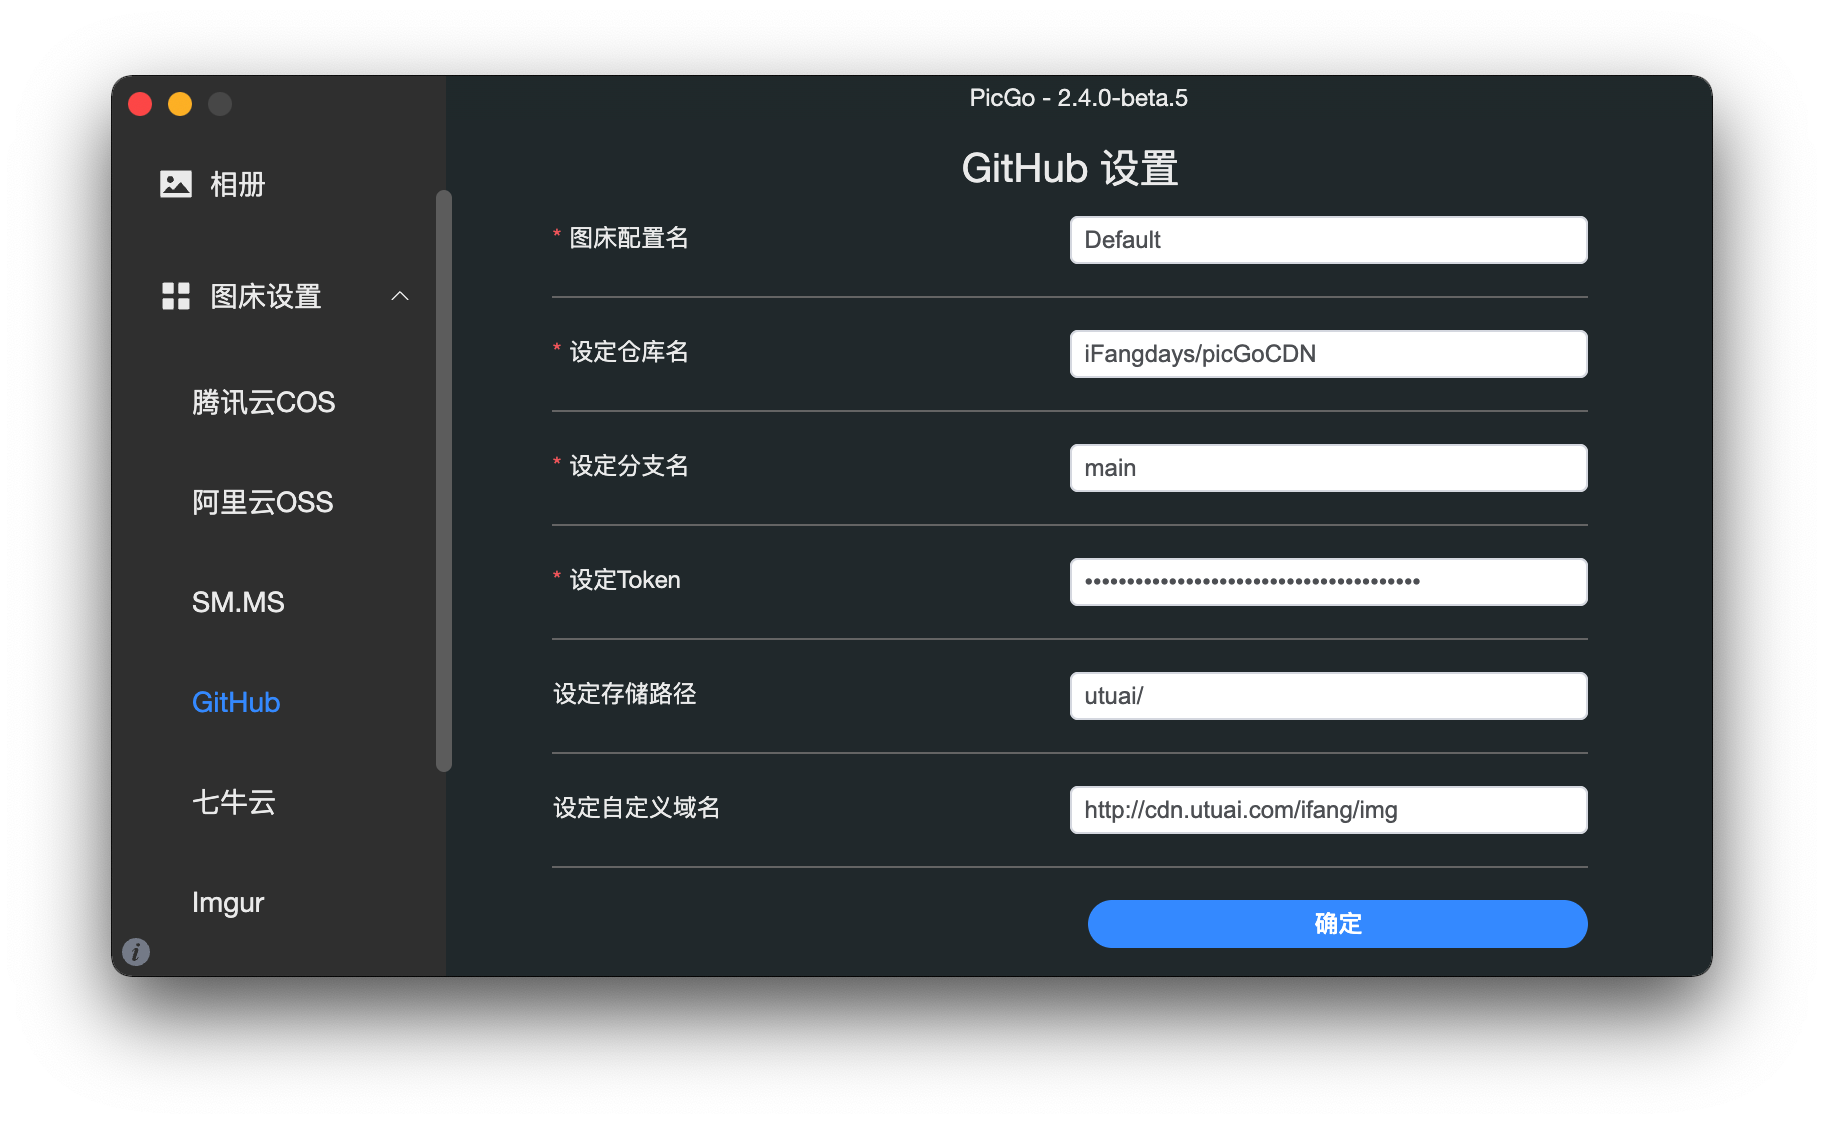 PicGo - 2.4.0-beta.5
相册
图床设置
腾讯云COS
阿里云OSS
SM.MS
GitHub
七牛云
Imgur
GitHub 设置
* 图床配置名
Default
* 设定仓库名
iFangdays/picGoCDN
* 设定分支名
main
* 设定Token
••••••••••••••••••••••••••••••••••••••••
设定存储路径
utuai/
设定自定义域名
http://cdn.utuai.com/ifang/img
确定